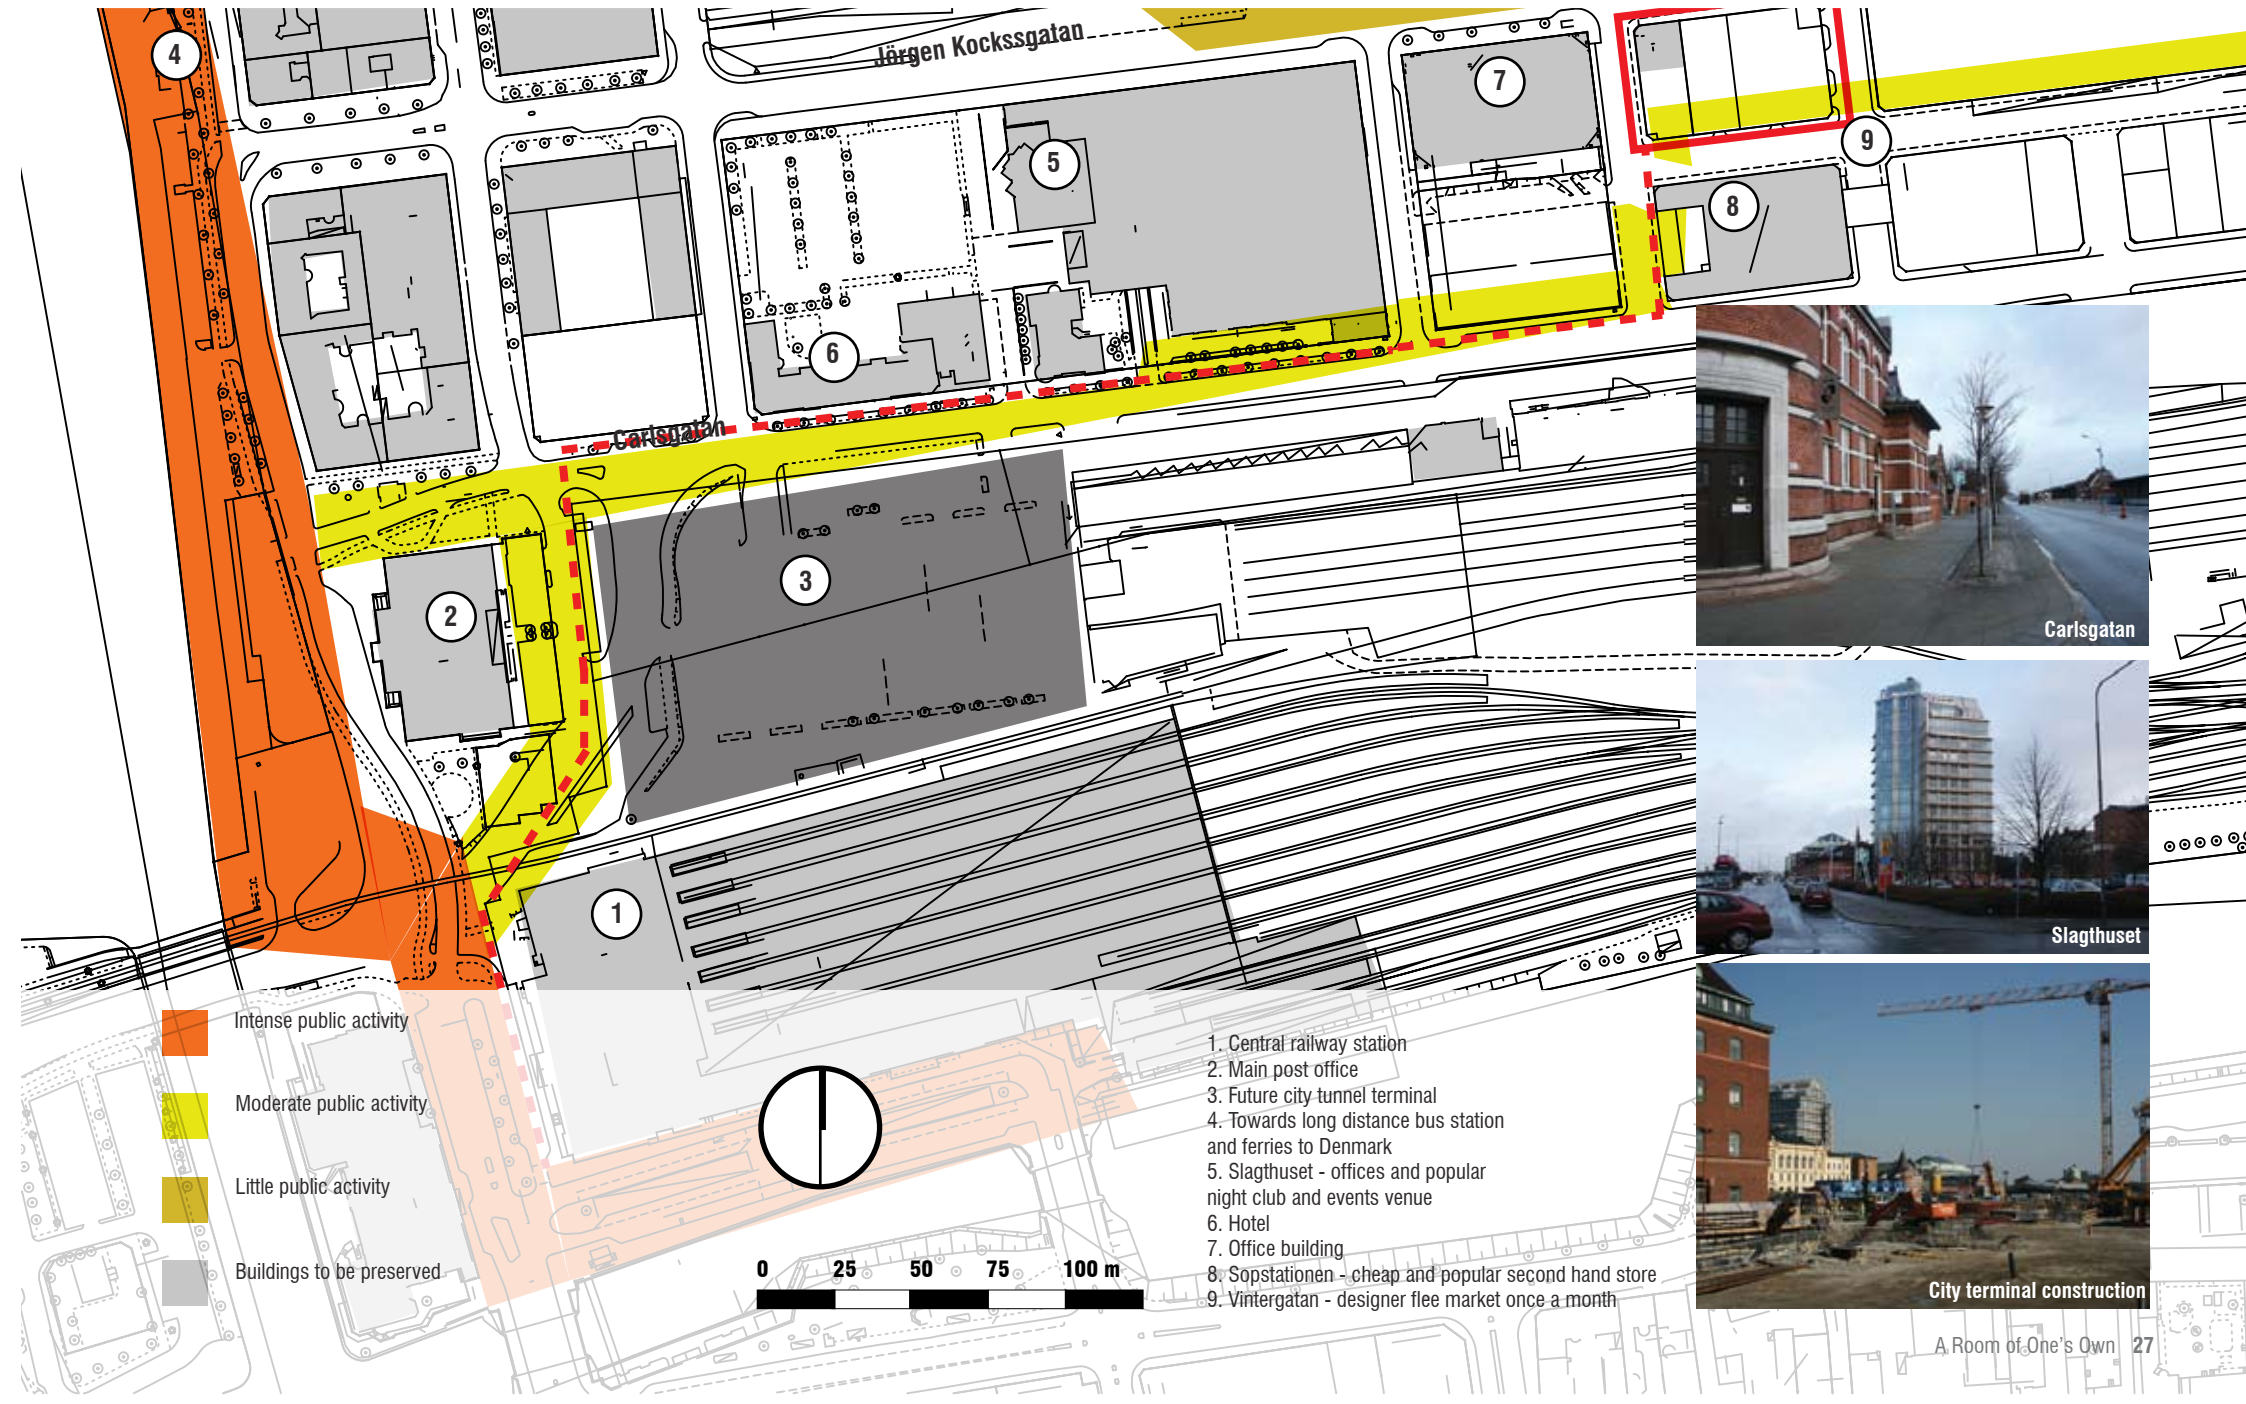 4
Jörgen Kockssgatan
7
9
5
8
6
Carlsgatan
3
2
1
Carlsgatan
Slagthuset
City terminal construction
Intense public activity
Moderate public activity
Little public activity
Buildings to be preserved
0 25 50 75 100 m
1. Central railway station
2. Main post office
3. Future city tunnel terminal
4. Towards long distance bus station
and ferries to Denmark
5. Slagthuset - offices and popular
night club and events venue
6. Hotel
7. Office building
8. Sopstationen - cheap and popular second hand store
9. Vintergatan - designer flee market once a month
A Room of One's Own 27